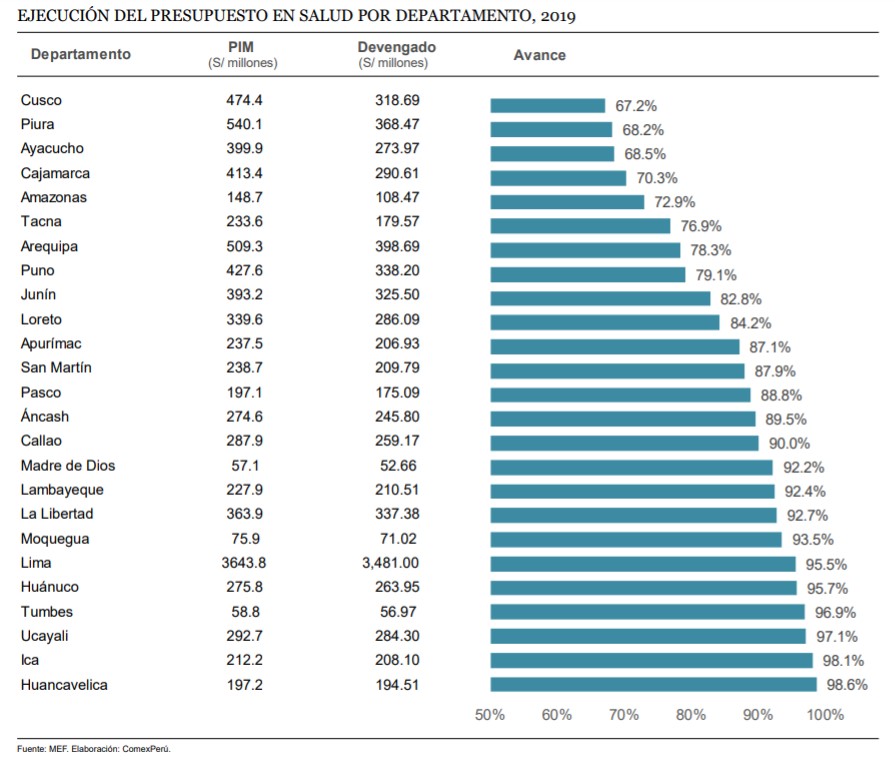 EJECUCIÓN DEL PRESUPUESTO EN SALUD POR DEPARTAMENTO, 2019
Departamento PIM (S/ millones) Devengado (S/ millones) Avance
Cusco 474.4 318.69 67.2%
Piura 540.1 368.47 68.2%
Ayacucho 399.9 273.97 68.5%
Cajamarca 413.4 290.61 70.3%
Amazonas 148.7 108.47 72.9%
Tacna 233.6 179.57 76.9%
Arequipa 509.3 398.69 78.3%
Puno 427.6 338.20 79.1%
Junín 393.2 325.50 82.8%
Loreto 339.6 286.09 84.2%
Apurímac 237.5 206.93 87.1%
San Martín 238.7 209.79 87.9%
Pasco 197.1 175.09 88.8%
Áncash 274.6 245.80 89.5%
Callao 287.9 259.17 90.0%
Madre de Dios 57.1 52.66 92.2%
Lambayeque 227.9 210.51 92.4%
La Libertad 363.9 337.38 92.7%
Moquegua 75.9 71.02 93.5%
Lima 3643.8 3,481.00 95.5%
Huánuco 275.8 263.95 95.7%
Tumbes 58.8 56.97 96.9%
Ucayali 292.7 284.30 97.1%
Ica 212.2 208.10 98.1%
Huancavelica 197.2 194.51 98.6%
50% 60% 70% 80% 90% 100%
Fuente: MEF. Elaboración: ComexPerú.